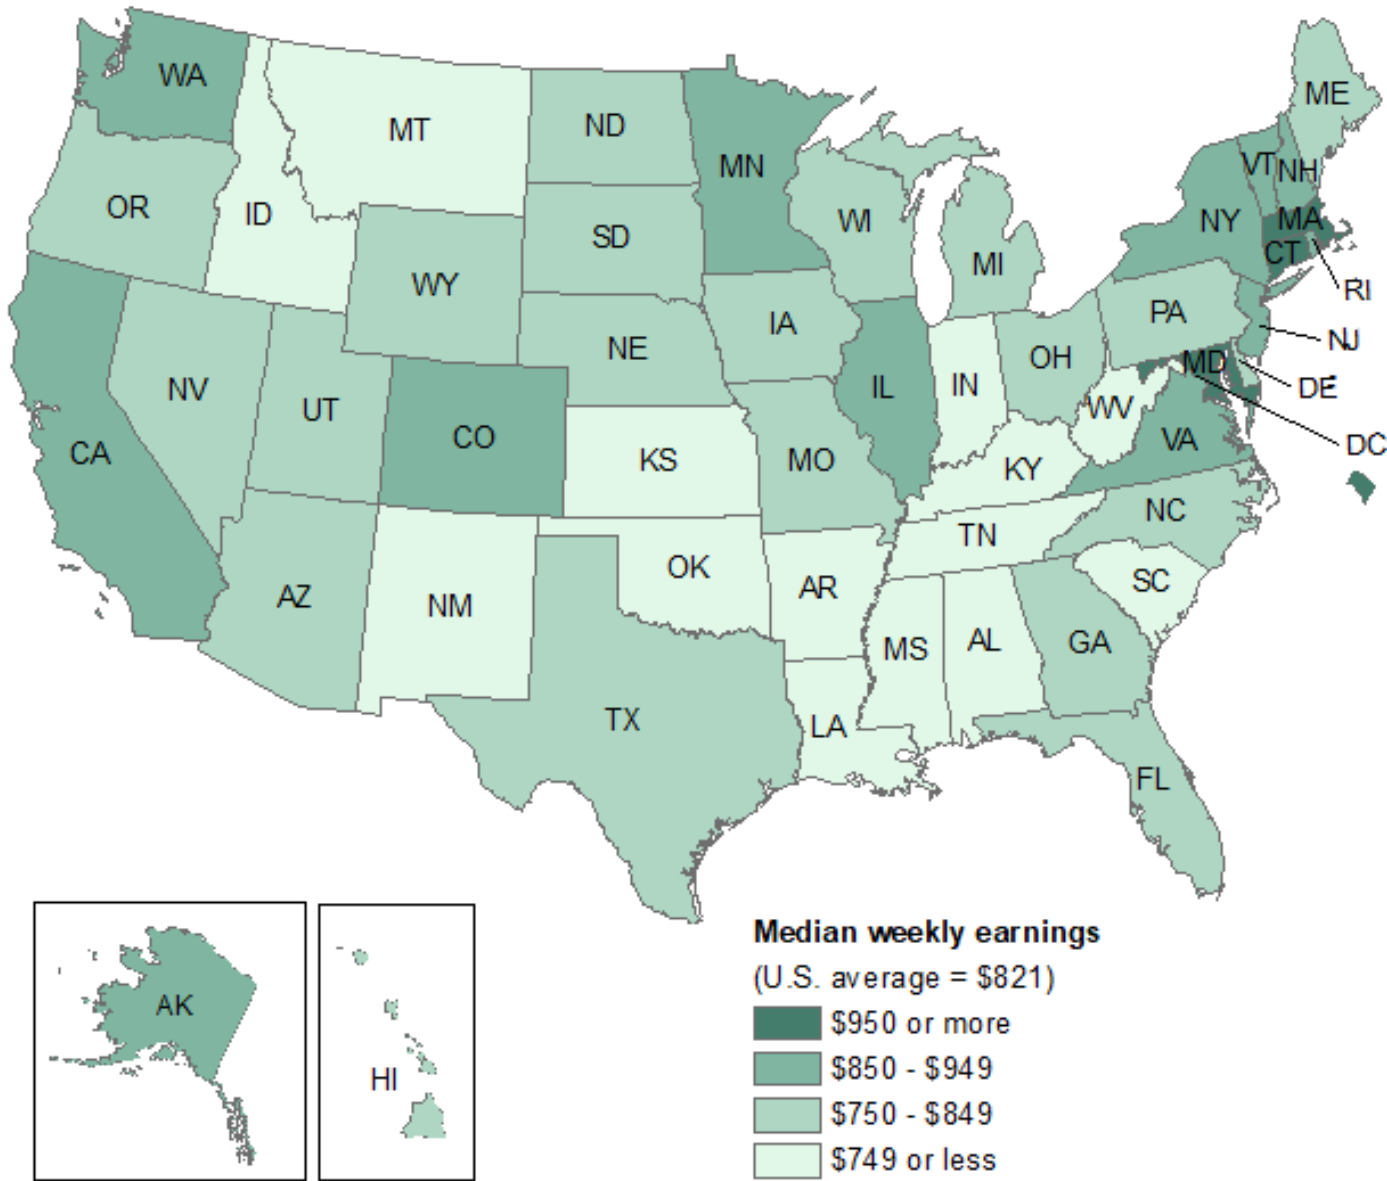 WA
MT
ND
MN
ME
VT
NH
OR
ID
SD
WI
NY
MA
CT
MI
RI
WY
IA
PA
NJ
NE
OH
NV
UT
IL
IN
MD
DE
CO
WV
CA
KS
MO
KY
VA
DC
NC
OK
TN
AZ
NM
AR
SC
MS
AL
GA
TX
LA
FL
AK
HI
Median weekly earnings
(U.S. average = $821)
$950 or more
$850 - $949
$750 - $849
$749 or less